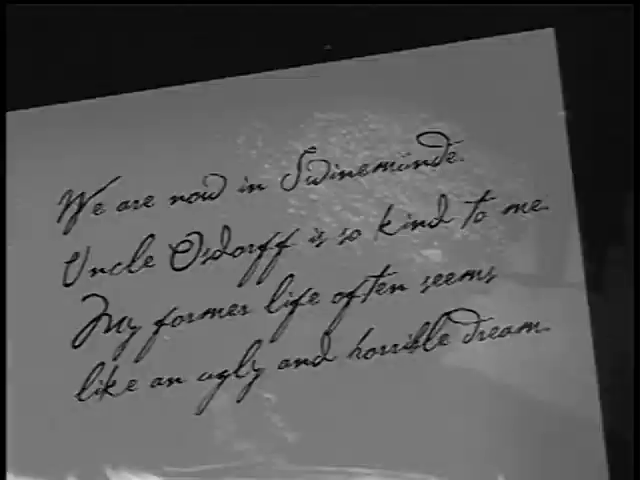 We are now in Swinemünde.
Uncle Osdorff is so kind to me.
My former life often seems
like an ugly and horrible dream.